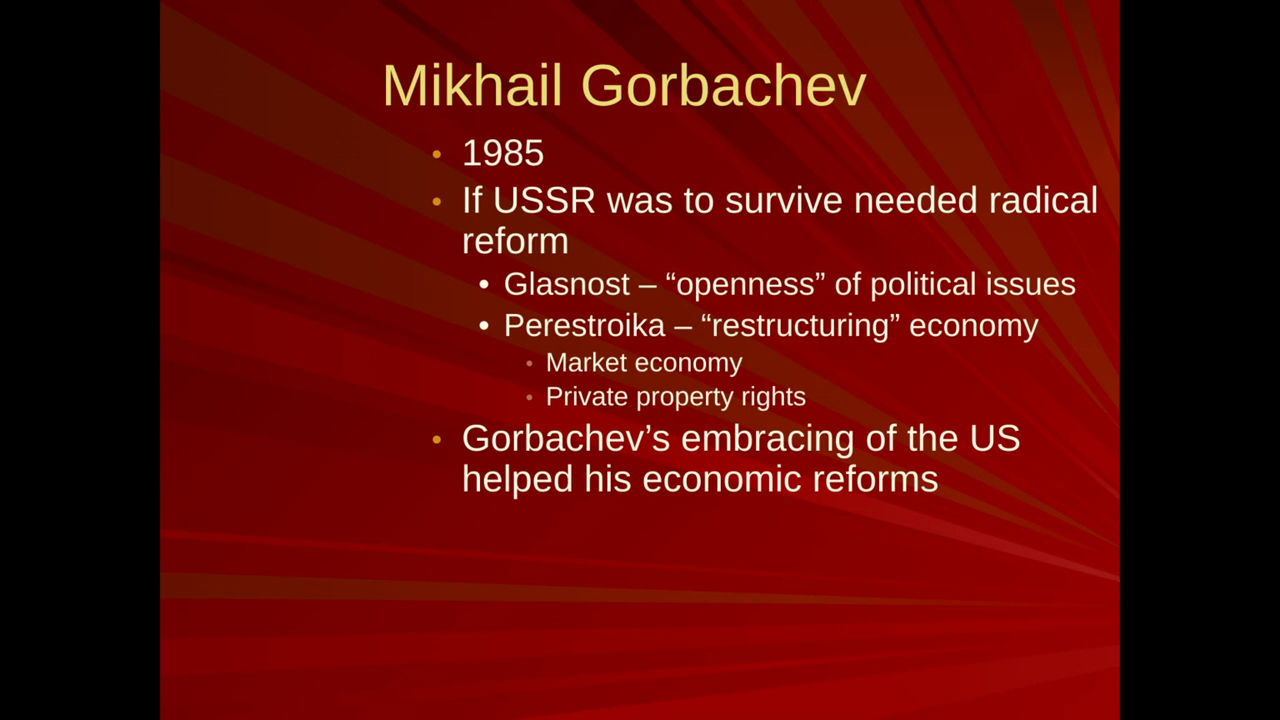 Mikhail Gorbachev
• 1985
• If USSR was to survive needed radical
reform
• Glasnost – “openness” of political issues
• Perestroika – “restructuring” economy
• Market economy
• Private property rights
• Gorbachev’s embracing of the US
helped his economic reforms